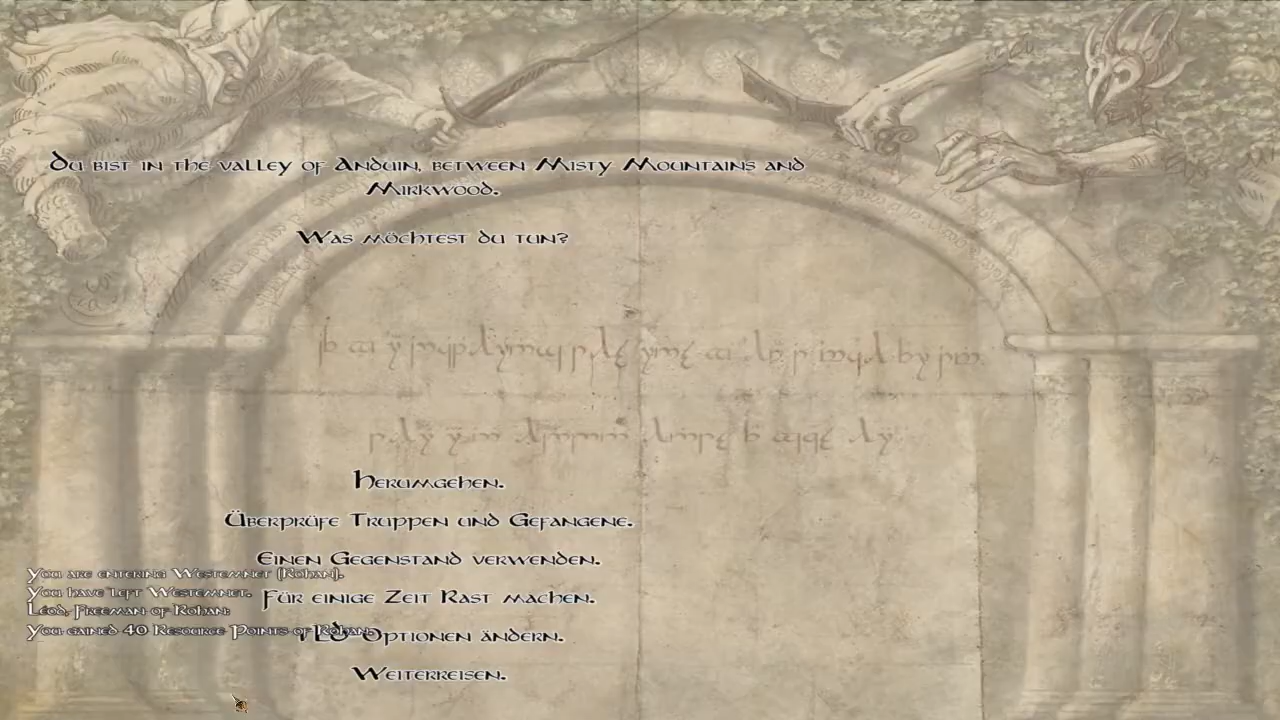 Du bist in the valley of Anduin, between Misty Mountains and
Mirkwood.
Was möchtest du tun?
Herumgehen.
Überprüfe Truppen und Gefangene.
Einen Gegenstand verwenden.
You are entering Westemnet (Rohan).
You have left Westemnet.
Für einige Zeit Rast machen.
Léod, Freeman of Rohan:
You gained 40 Resource Points of Rohan.
Optionen ändern.
Weiterreisen.